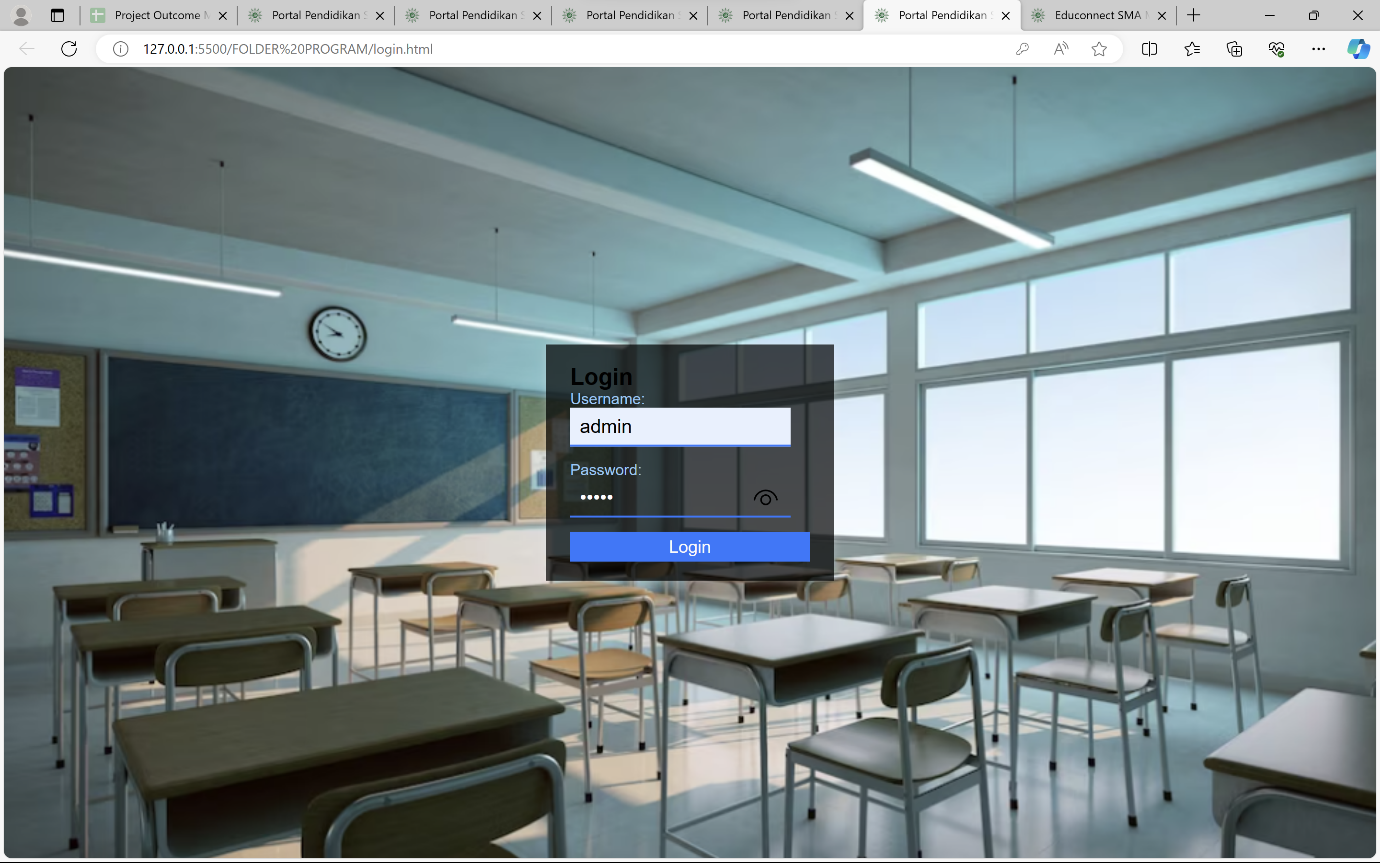 Project Outcome M
Portal Pendidikan S
Portal Pendidikan S
Portal Pendidikan S
Portal Pendidikan S
Portal Pendidikan S
Educonnect SMA N
127.0.0.1:5500/FOLDER%20PROGRAM/login.html
Login
Username:
admin
Password:
•••••
Login